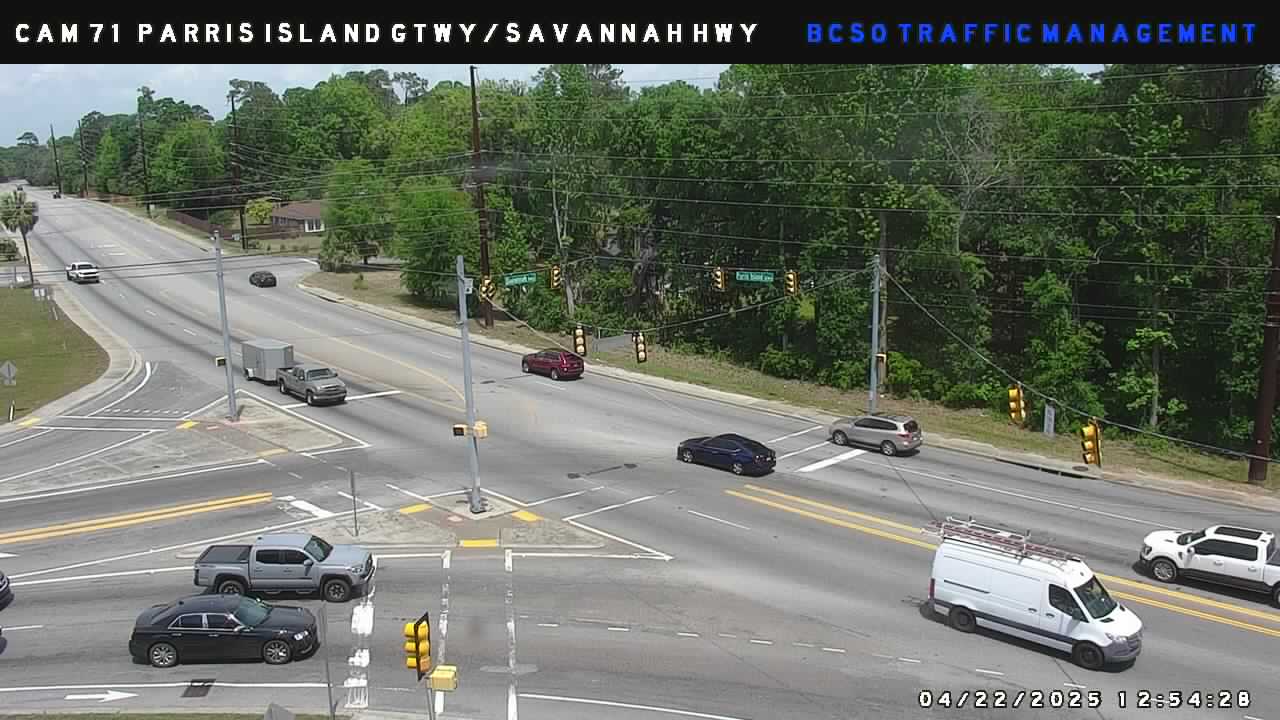 CAM 71 PARRIS ISLAND GTWY/SAVANNAH HWY BCSO TRAFFIC MANAGEMENT
04/22/2025 12:54:28